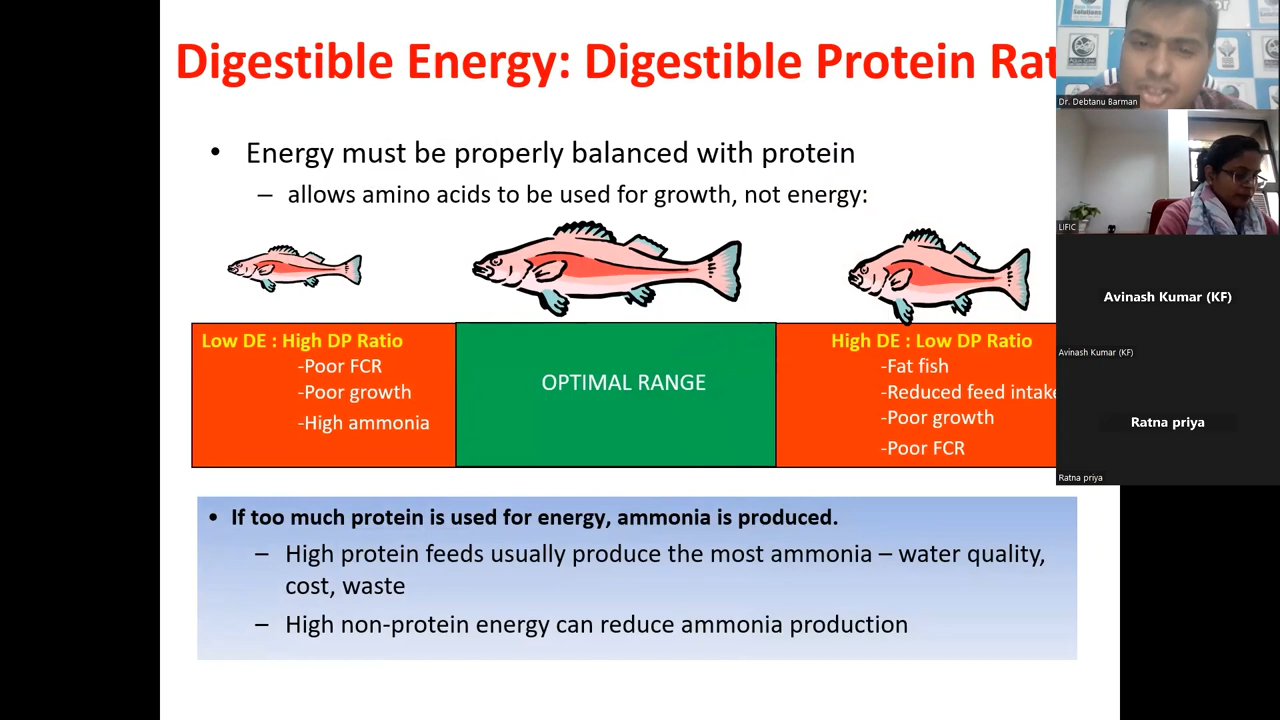 Digestible Energy: Digestible Protein Rat
• Energy must be properly balanced with protein
– allows amino acids to be used for growth, not energy:
Low DE : High DP Ratio
-Poor FCR
-Poor growth
-High ammonia
OPTIMAL RANGE
High DE : Low DP Ratio
-Fat fish
-Reduced feed intake
-Poor growth
-Poor FCR
• If too much protein is used for energy, ammonia is produced.
– High protein feeds usually produce the most ammonia – water quality,
cost, waste
– High non-protein energy can reduce ammonia production
Solutions
Dr. Debtanu Barman
LIFIC
Avinash Kumar (KF)
Avinash Kumar (KF)
Ratna priya
Ratna priya